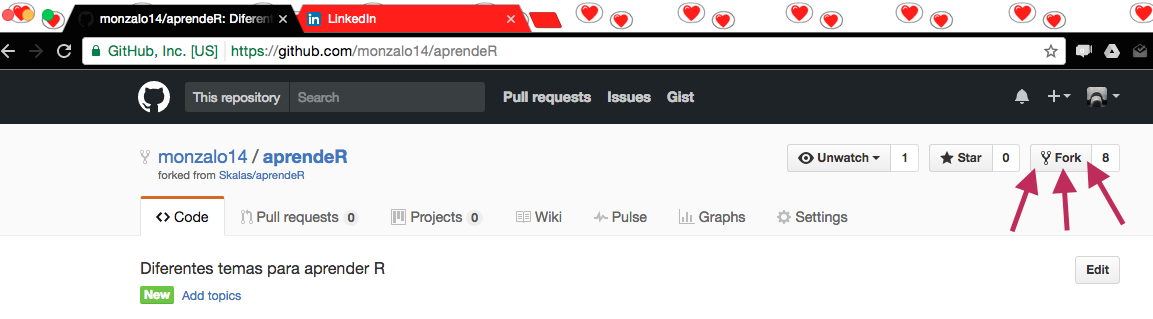 monzalo14/aprendeR: Diferent
LinkedIn
GitHub, Inc. [US] https://github.com/monzalo14/aprendeR
This repository Search Pull requests Issues Gist
monzalo14 / aprendeR Unwatch 1 Star 0 Fork 8
forked from Skalas/aprendeR
Code Pull requests 0 Projects 0 Wiki Pulse Graphs Settings
Diferentes temas para aprender R Edit
New Add topics